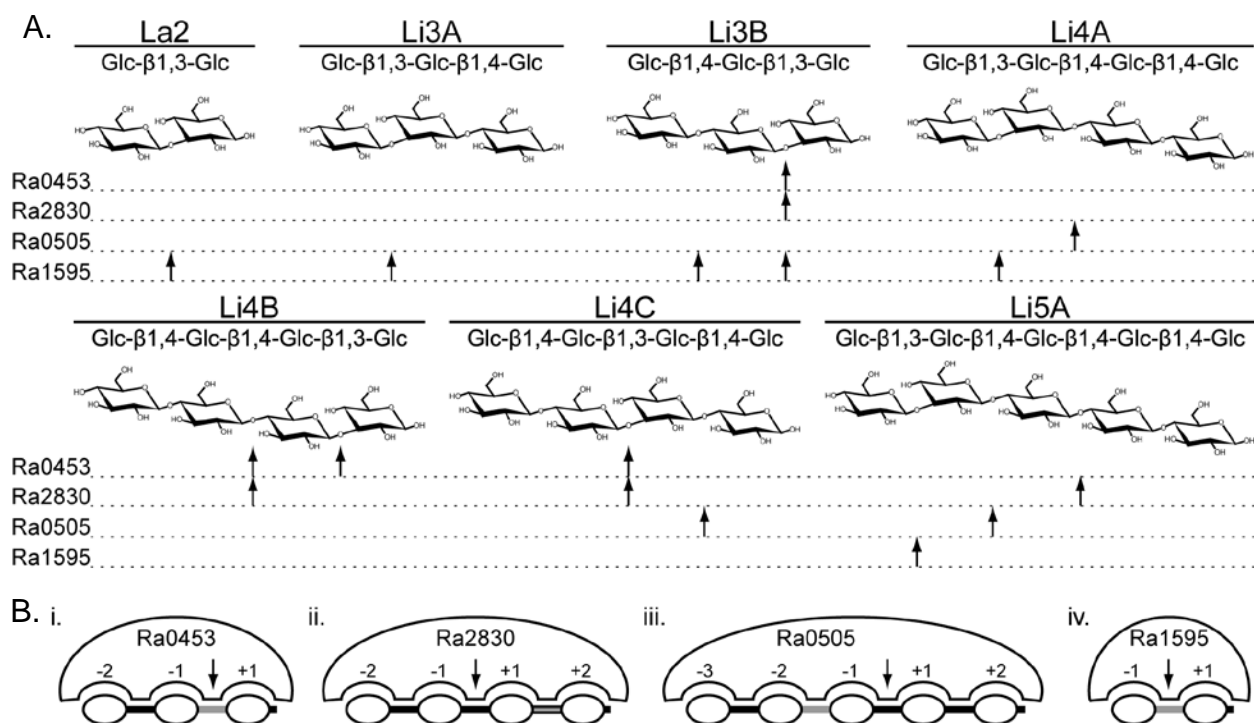 A.
La2 Li3A Li3B Li4A
Glc-β1,3-Glc Glc-β1,3-Glc-β1,4-Glc Glc-β1,4-Glc-β1,3-Glc Glc-β1,3-Glc-β1,4-Glc-β1,4-Glc
Ra0453
Ra2830
Ra0505
Ra1595
Li4B Li4C Li5A
Glc-β1,4-Glc-β1,4-Glc-β1,3-Glc Glc-β1,4-Glc-β1,3-Glc-β1,4-Glc Glc-β1,3-Glc-β1,4-Glc-β1,4-Glc-β1,4-Glc
Ra0453
Ra2830
Ra0505
Ra1595
B. i. ii. iii. iv.
Ra0453 Ra2830 Ra0505 Ra1595
-2 -1 +1 -2 -1 +1 +2 -3 -2 -1 +1 +2 -1 +1